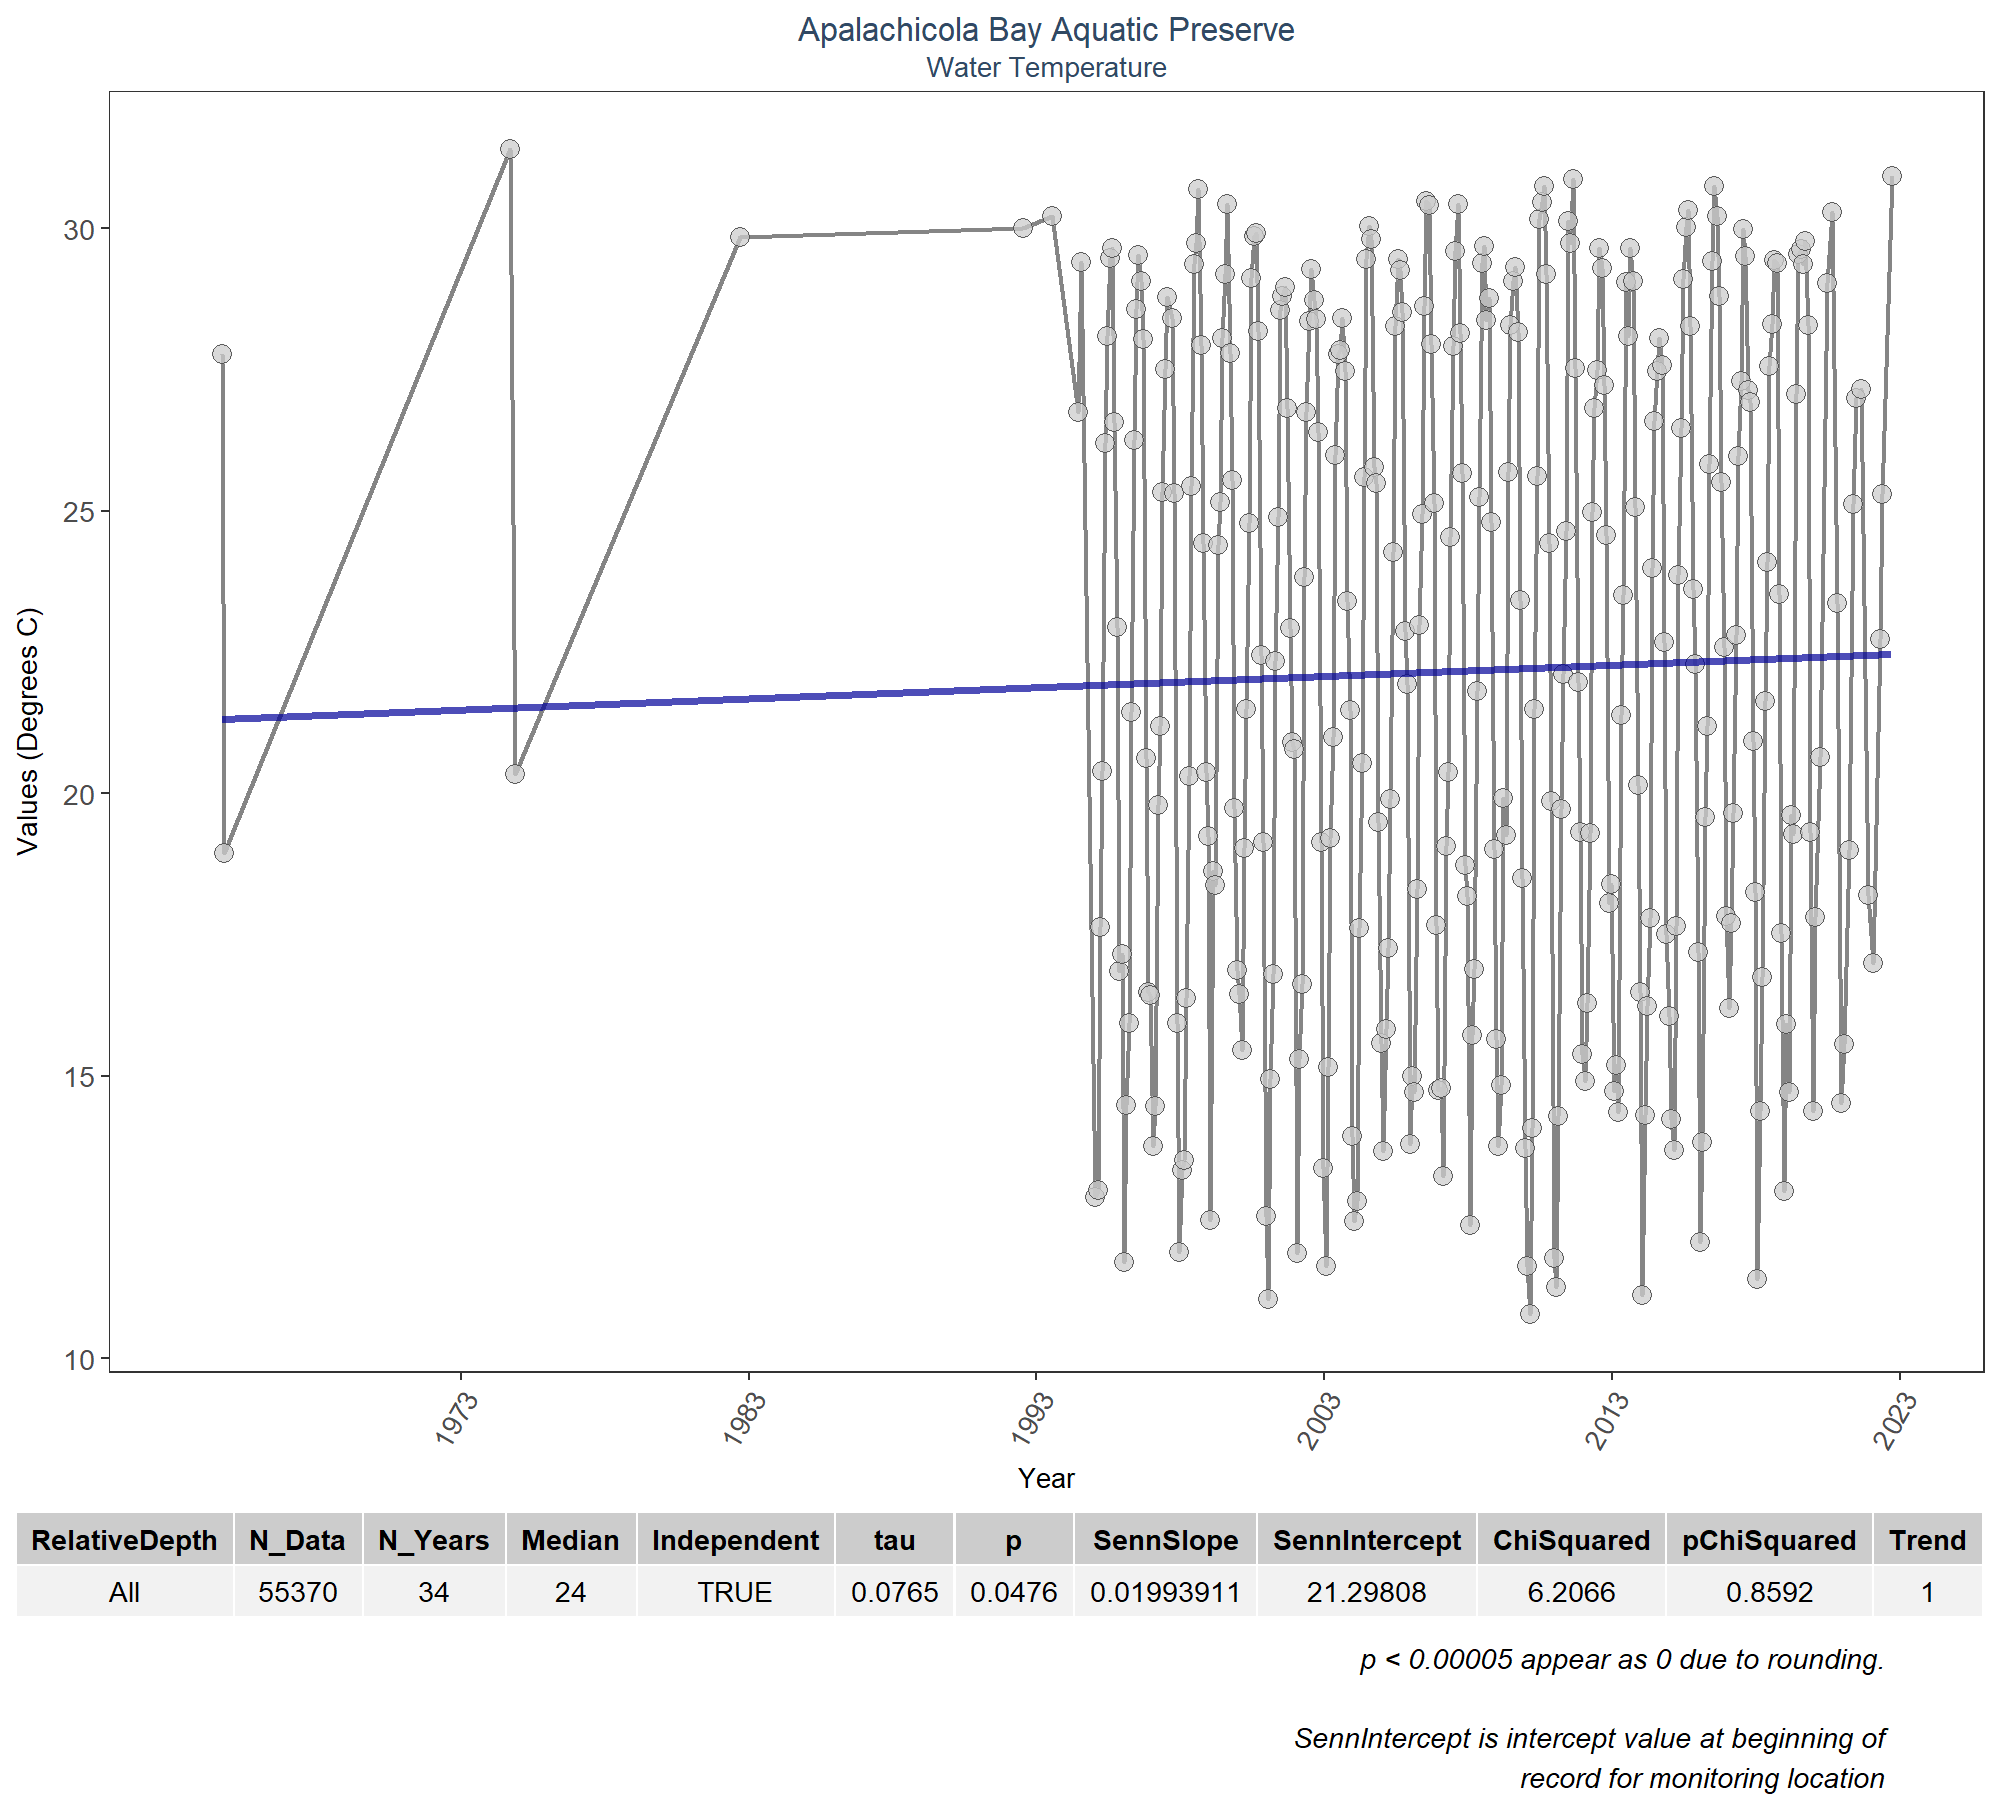 Apalachicola Bay Aquatic Preserve
Water Temperature
Values (Degrees C)
30
25
20
15
10
1973 1983 1993 2003 2013 2023
Year
RelativeDepth N_Data N_Years Median Independent tau p SennSlope SennIntercept ChiSquared pChiSquared Trend
All 55370 34 24 TRUE 0.0765 0.0476 0.01993911 21.29808 6.2066 0.8592 1
p < 0.00005 appear as 0 due to rounding.
SennIntercept is intercept value at beginning of
record for monitoring location